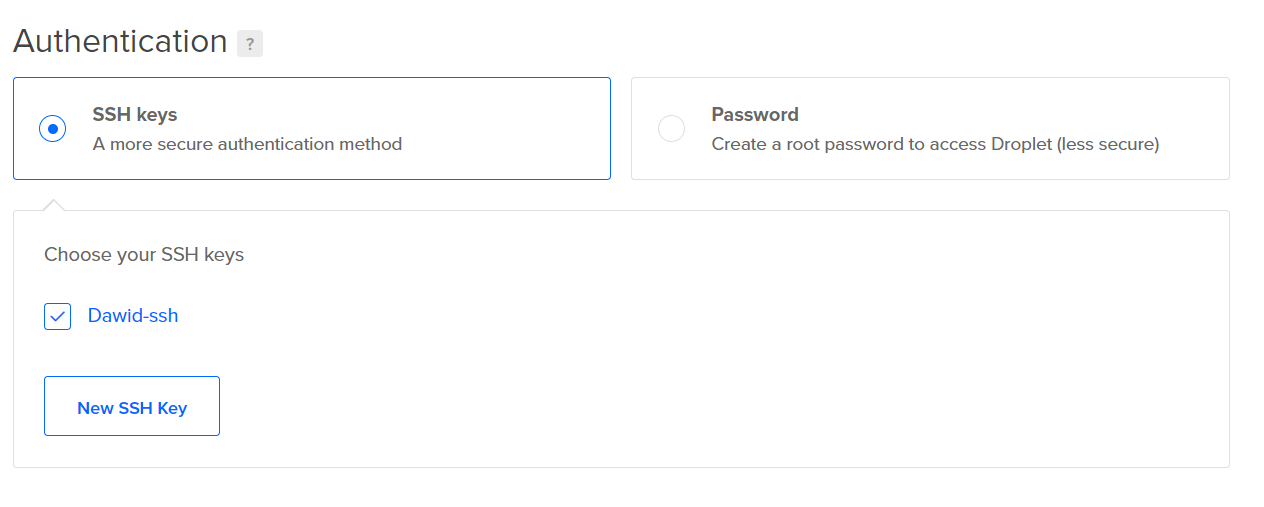 Authentication ?
SSH keys
A more secure authentication method
Password
Create a root password to access Droplet (less secure)
Choose your SSH keys
Dawid-ssh
New SSH Key